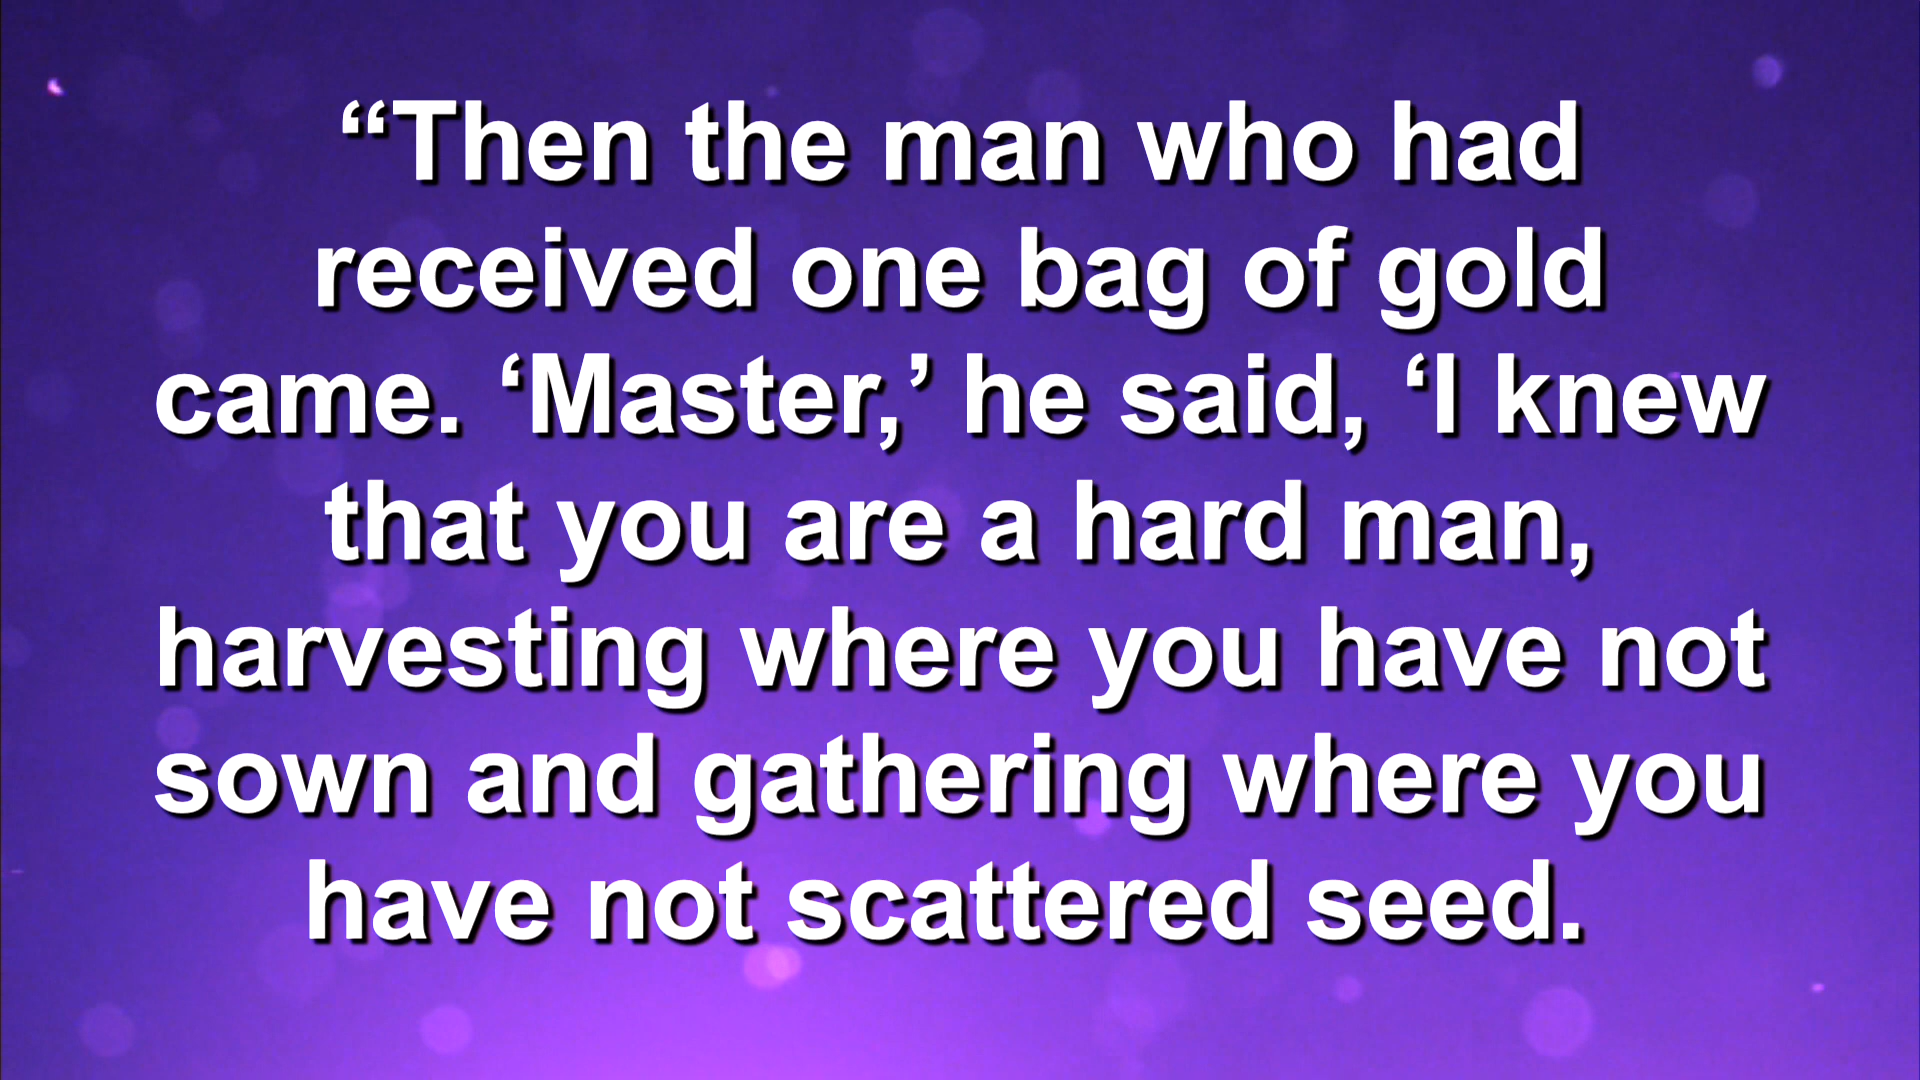 “Then the man who had
received one bag of gold
came. ‘Master,’ he said, ‘I knew
that you are a hard man,
harvesting where you have not
sown and gathering where you
have not scattered seed.